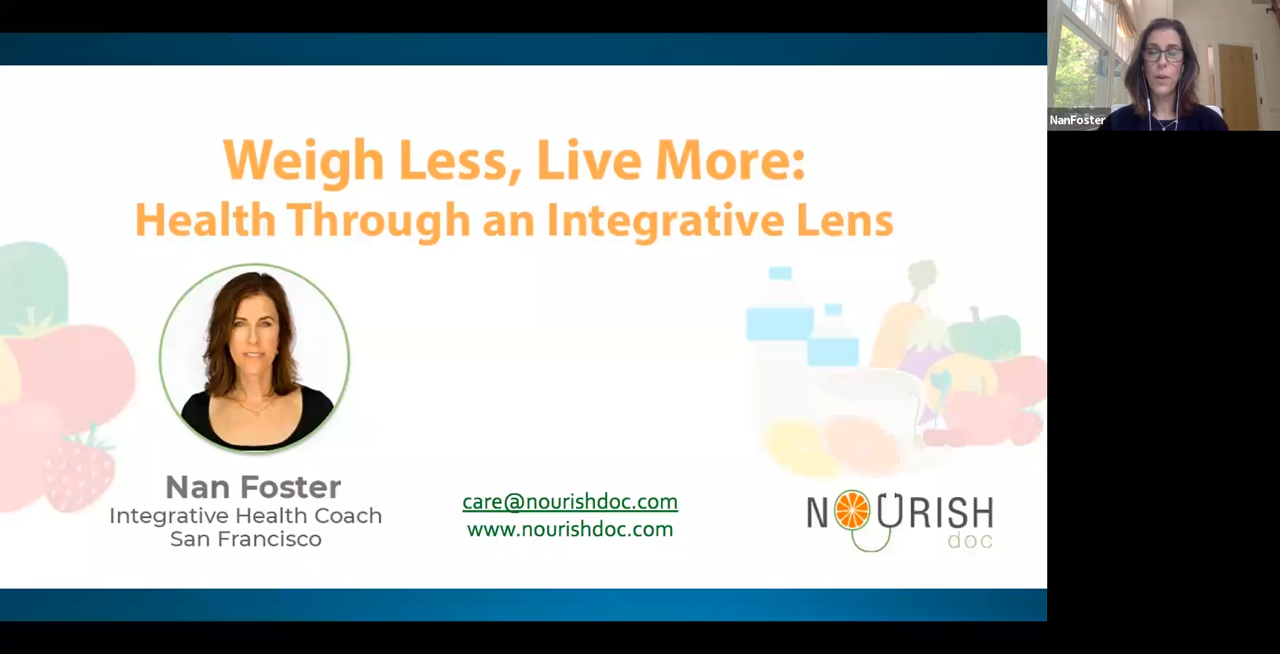 Weigh Less, Live More:
Health Through an Integrative Lens
NanFoster
Nan Foster
Integrative Health Coach
San Francisco
care@nourishdoc.com
www.nourishdoc.com
NOURISH
doc